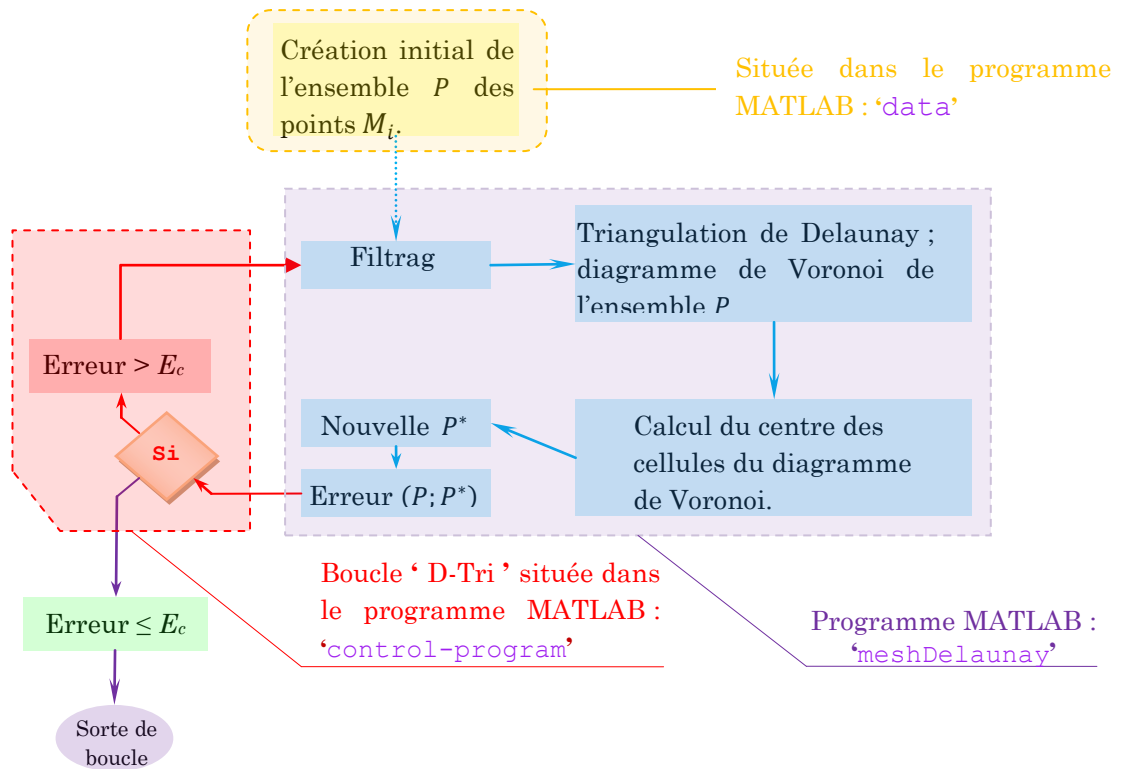 Création initial de
l’ensemble P des
points Mi.
Située dans le programme
MATLAB : ‘data’
Filtrag
Triangulation de Delaunay ;
diagramme de Voronoi de
l’ensemble P
Erreur > Ec
Si
Nouvelle P*
Erreur (P; P*)
Calcul du centre des
cellules du diagramme
de Voronoi.
Boucle ‘ D-Tri ’ située dans
le programme MATLAB :
‘control-program’
Programme MATLAB :
‘meshDelaunay’
Erreur ≤ Ec
Sorte de
boucle